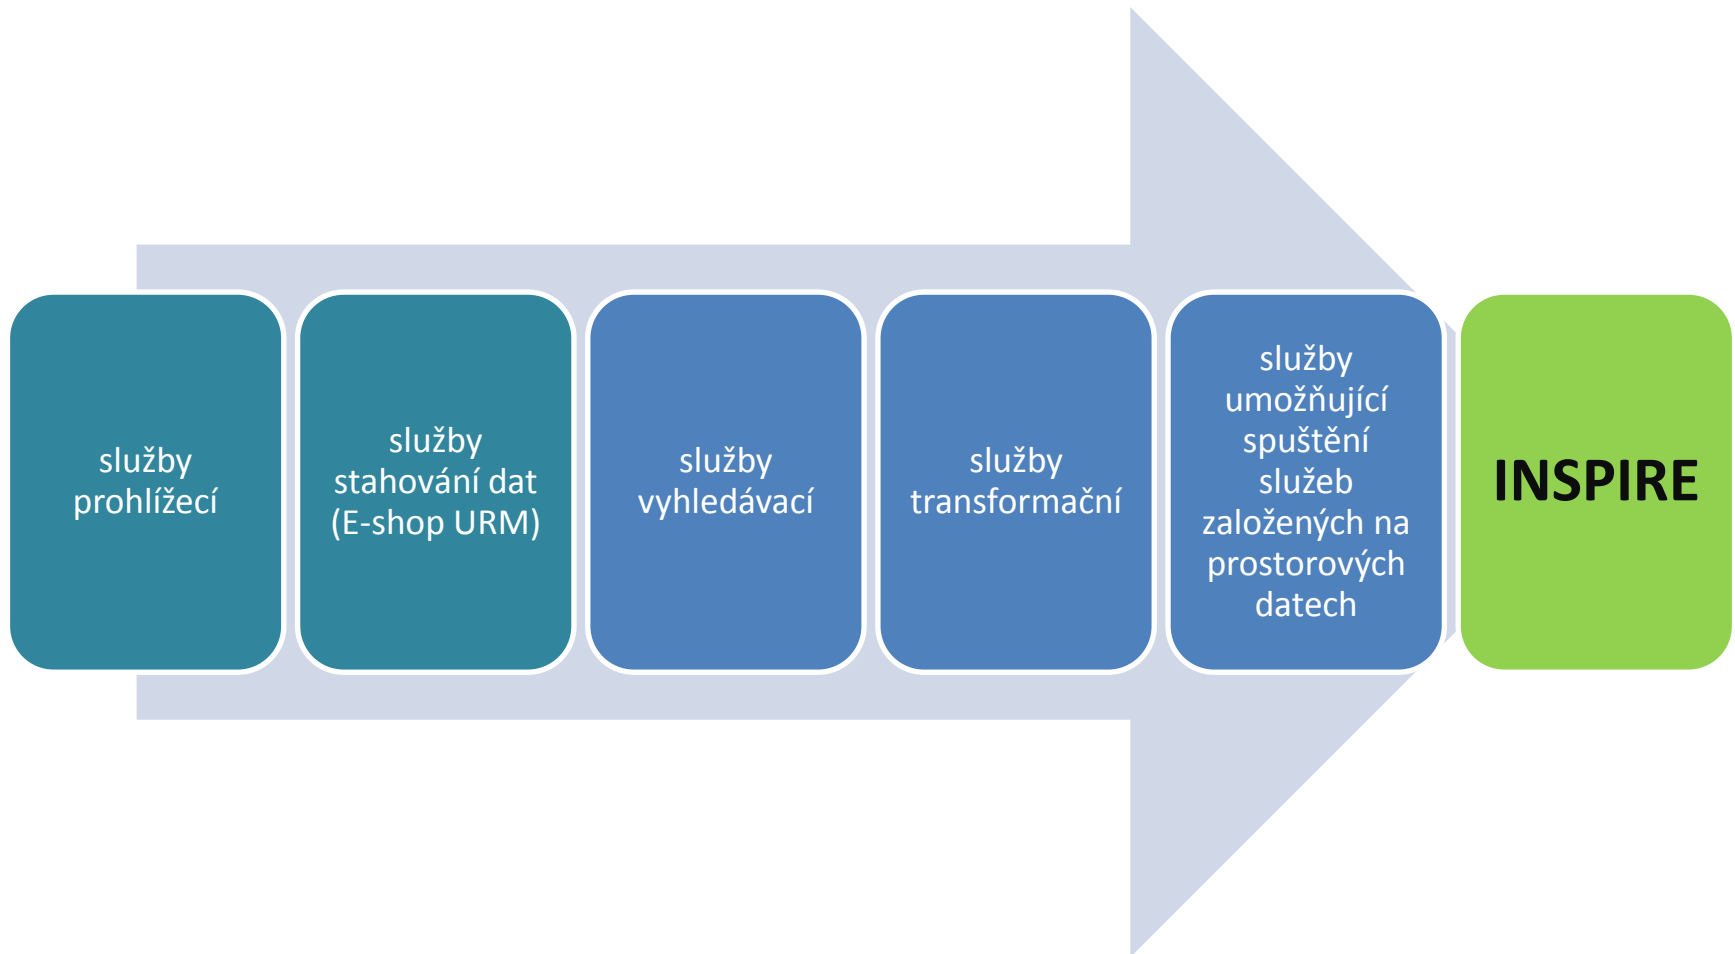 služby
prohlížecí
služby
stahování dat
(E-shop URM)
služby
vyhledávací
služby
transformační
služby
umožňující
spuštění
služeb
založených na
prostorových
datech
INSPIRE